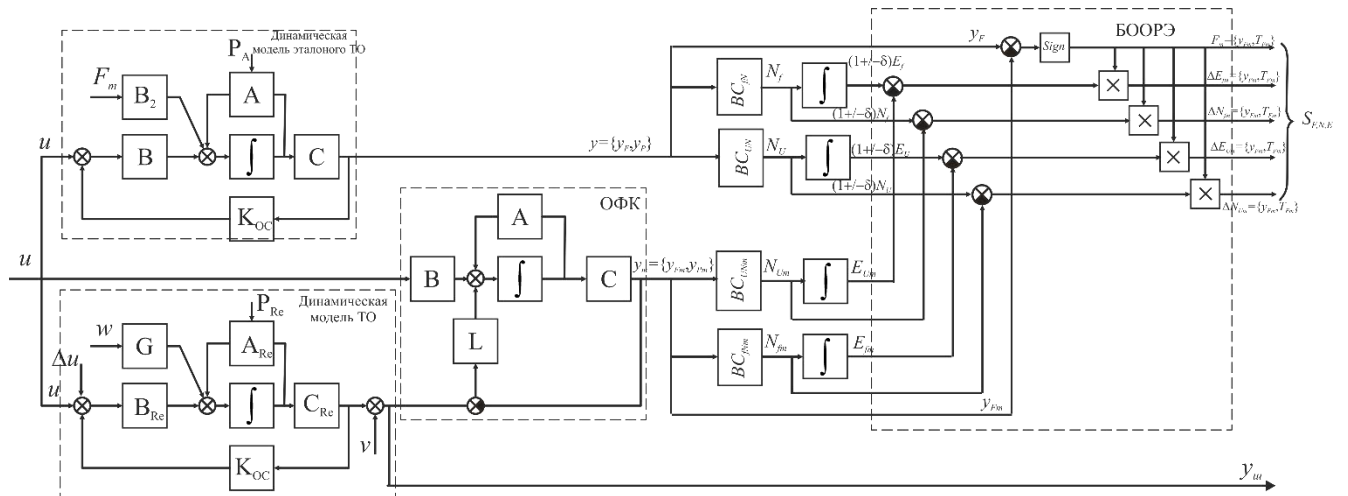 Динамическая
модель эталоного ТО
P_A
F_m
B_2
A
u
B
∫
C
K_ОС
y={y_F,y_P}
БООРЭ
y_F
Sign
F_m={y_Fm,T_Fm}
BC_fN
N_f
∫
(1+/−δ)E_f
×
ΔE_fm={y_Fm,T_Fm}
(1+/−δ)N_f
×
ΔN_fm={y_Fm,T_Fm}
S_F,N,E
BC_UN
N_U
∫
(1+/−δ)E_U
×
ΔE_Um={y_Fm,T_Fm}
(1+/−δ)N_U
×
ΔN_Um={y_Fm,T_Fm}
ОФК
A
u
B
∫
C
y_m={y_Fm,y_Pm}
L
BC_UNm
N_Um
∫
E_Um
BC_fNm
N_fm
∫
E_fm
y_Fm
Динамическая
модель ТО
P_Re
w
G
A_Re
Δu
u
B_Re
∫
C_Re
v
K_ОС
y_ш